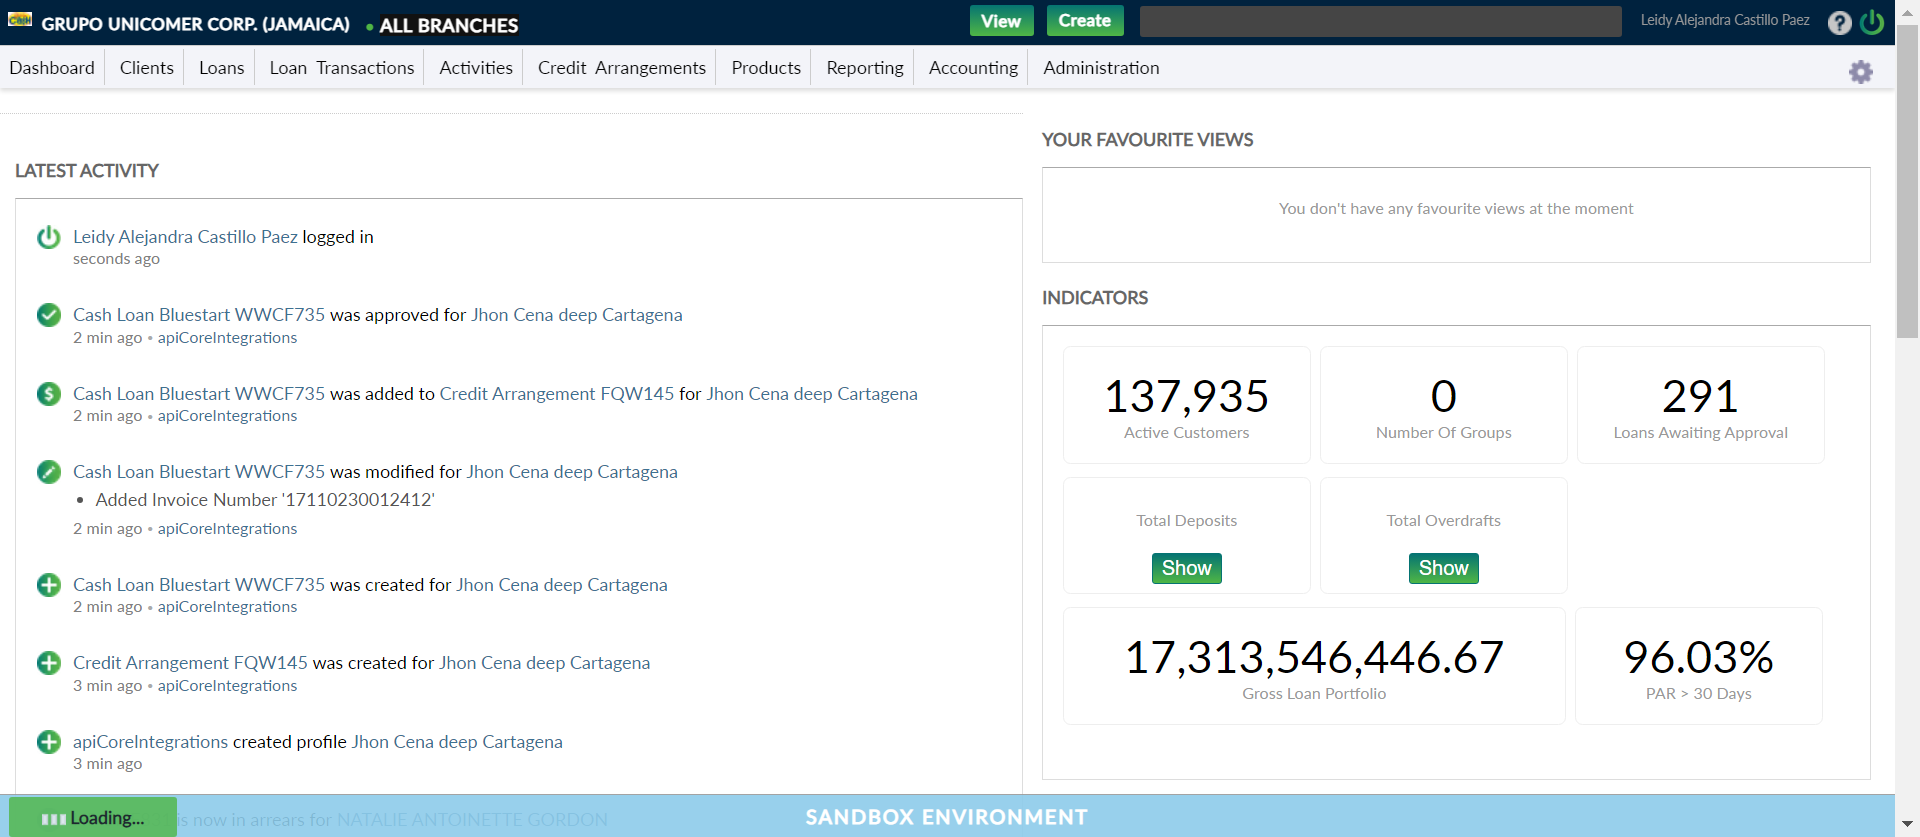 GRUPO UNICOMER CORP. (JAMAICA) • ALL BRANCHES
View
Create
Leidy Alejandra Castillo Paez
?
Dashboard
Clients
Loans
Loan Transactions
Activities
Credit Arrangements
Products
Reporting
Accounting
Administration
LATEST ACTIVITY
Leidy Alejandra Castillo Paez logged in
seconds ago
Cash Loan Bluestart WWCF735 was approved for Jhon Cena deep Cartagena
2 min ago • apiCoreIntegrations
Cash Loan Bluestart WWCF735 was added to Credit Arrangement FQW145 for Jhon Cena deep Cartagena
2 min ago • apiCoreIntegrations
Cash Loan Bluestart WWCF735 was modified for Jhon Cena deep Cartagena
• Added Invoice Number '17110230012412'
2 min ago • apiCoreIntegrations
Cash Loan Bluestart WWCF735 was created for Jhon Cena deep Cartagena
2 min ago • apiCoreIntegrations
Credit Arrangement FQW145 was created for Jhon Cena deep Cartagena
3 min ago • apiCoreIntegrations
apiCoreIntegrations created profile Jhon Cena deep Cartagena
3 min ago
is now in arrears for NATALIE ANTOINETTE GORDON
Loading...
SANDBOX ENVIRONMENT
YOUR FAVOURITE VIEWS
You don't have any favourite views at the moment
INDICATORS
137,935
Active Customers
0
Number Of Groups
291
Loans Awaiting Approval
Total Deposits
Show
Total Overdrafts
Show
17,313,546,446.67
Gross Loan Portfolio
96.03%
PAR > 30 Days